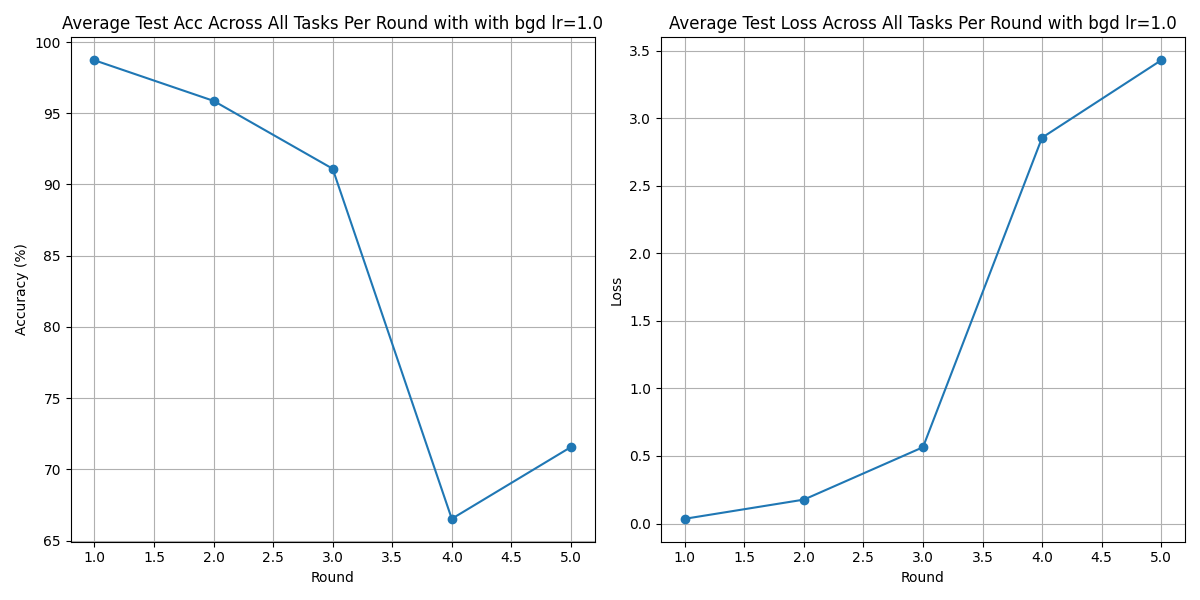 Average Test Acc Across All Tasks Per Round with with bgd lr=1.0
100
95
90
85
80
75
70
65
Accuracy (%)
1.0 1.5 2.0 2.5 3.0 3.5 4.0 4.5 5.0
Round
Average Test Loss Across All Tasks Per Round with bgd lr=1.0
3.5
3.0
2.5
2.0
1.5
1.0
0.5
0.0
Loss
1.0 1.5 2.0 2.5 3.0 3.5 4.0 4.5 5.0
Round